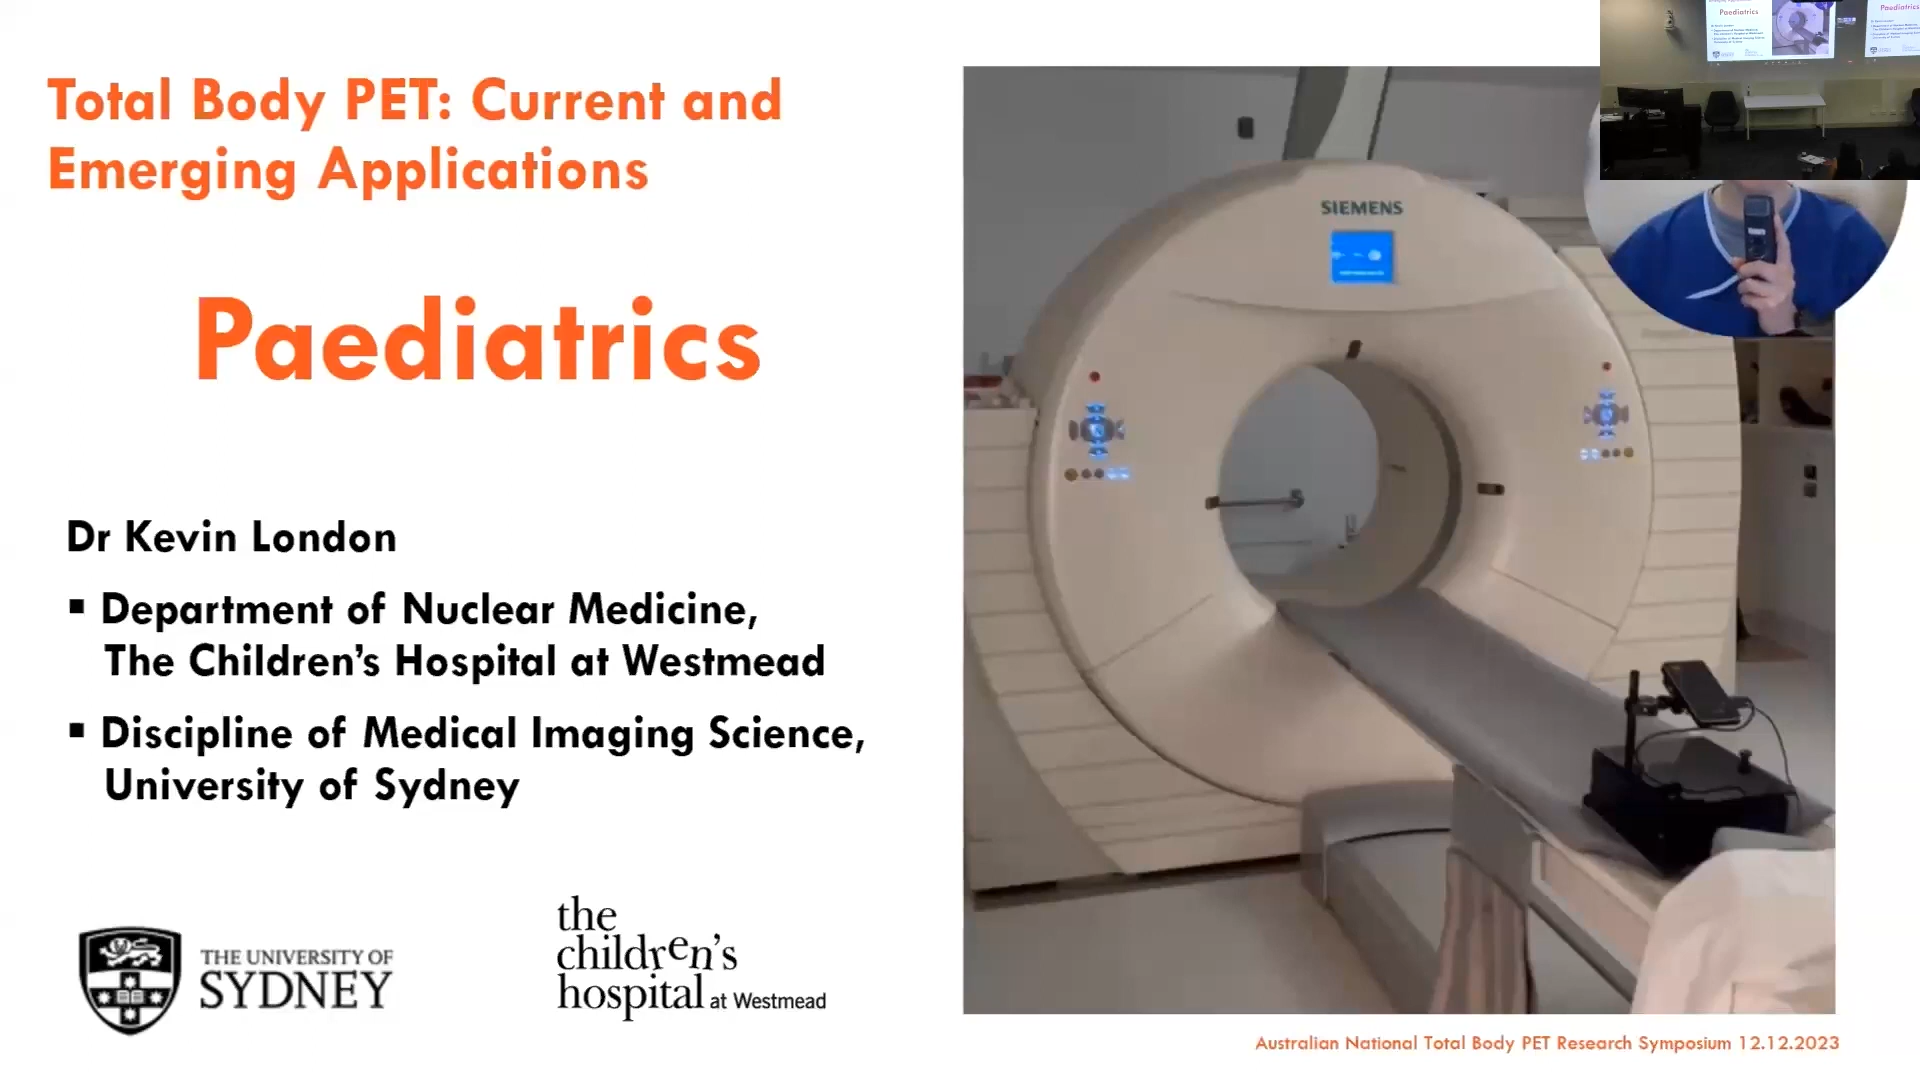 Total Body PET: Current and
Emerging Applications
Paediatrics
Dr Kevin London
▪ Department of Nuclear Medicine,
The Children's Hospital at Westmead
▪ Discipline of Medical Imaging Science,
University of Sydney
THE UNIVERSITY OF
SYDNEY
the
children's
hospital at Westmead
SIEMENS
Australian National Total Body PET Research Symposium 12.12.2023
Paediatrics
Paediatrics